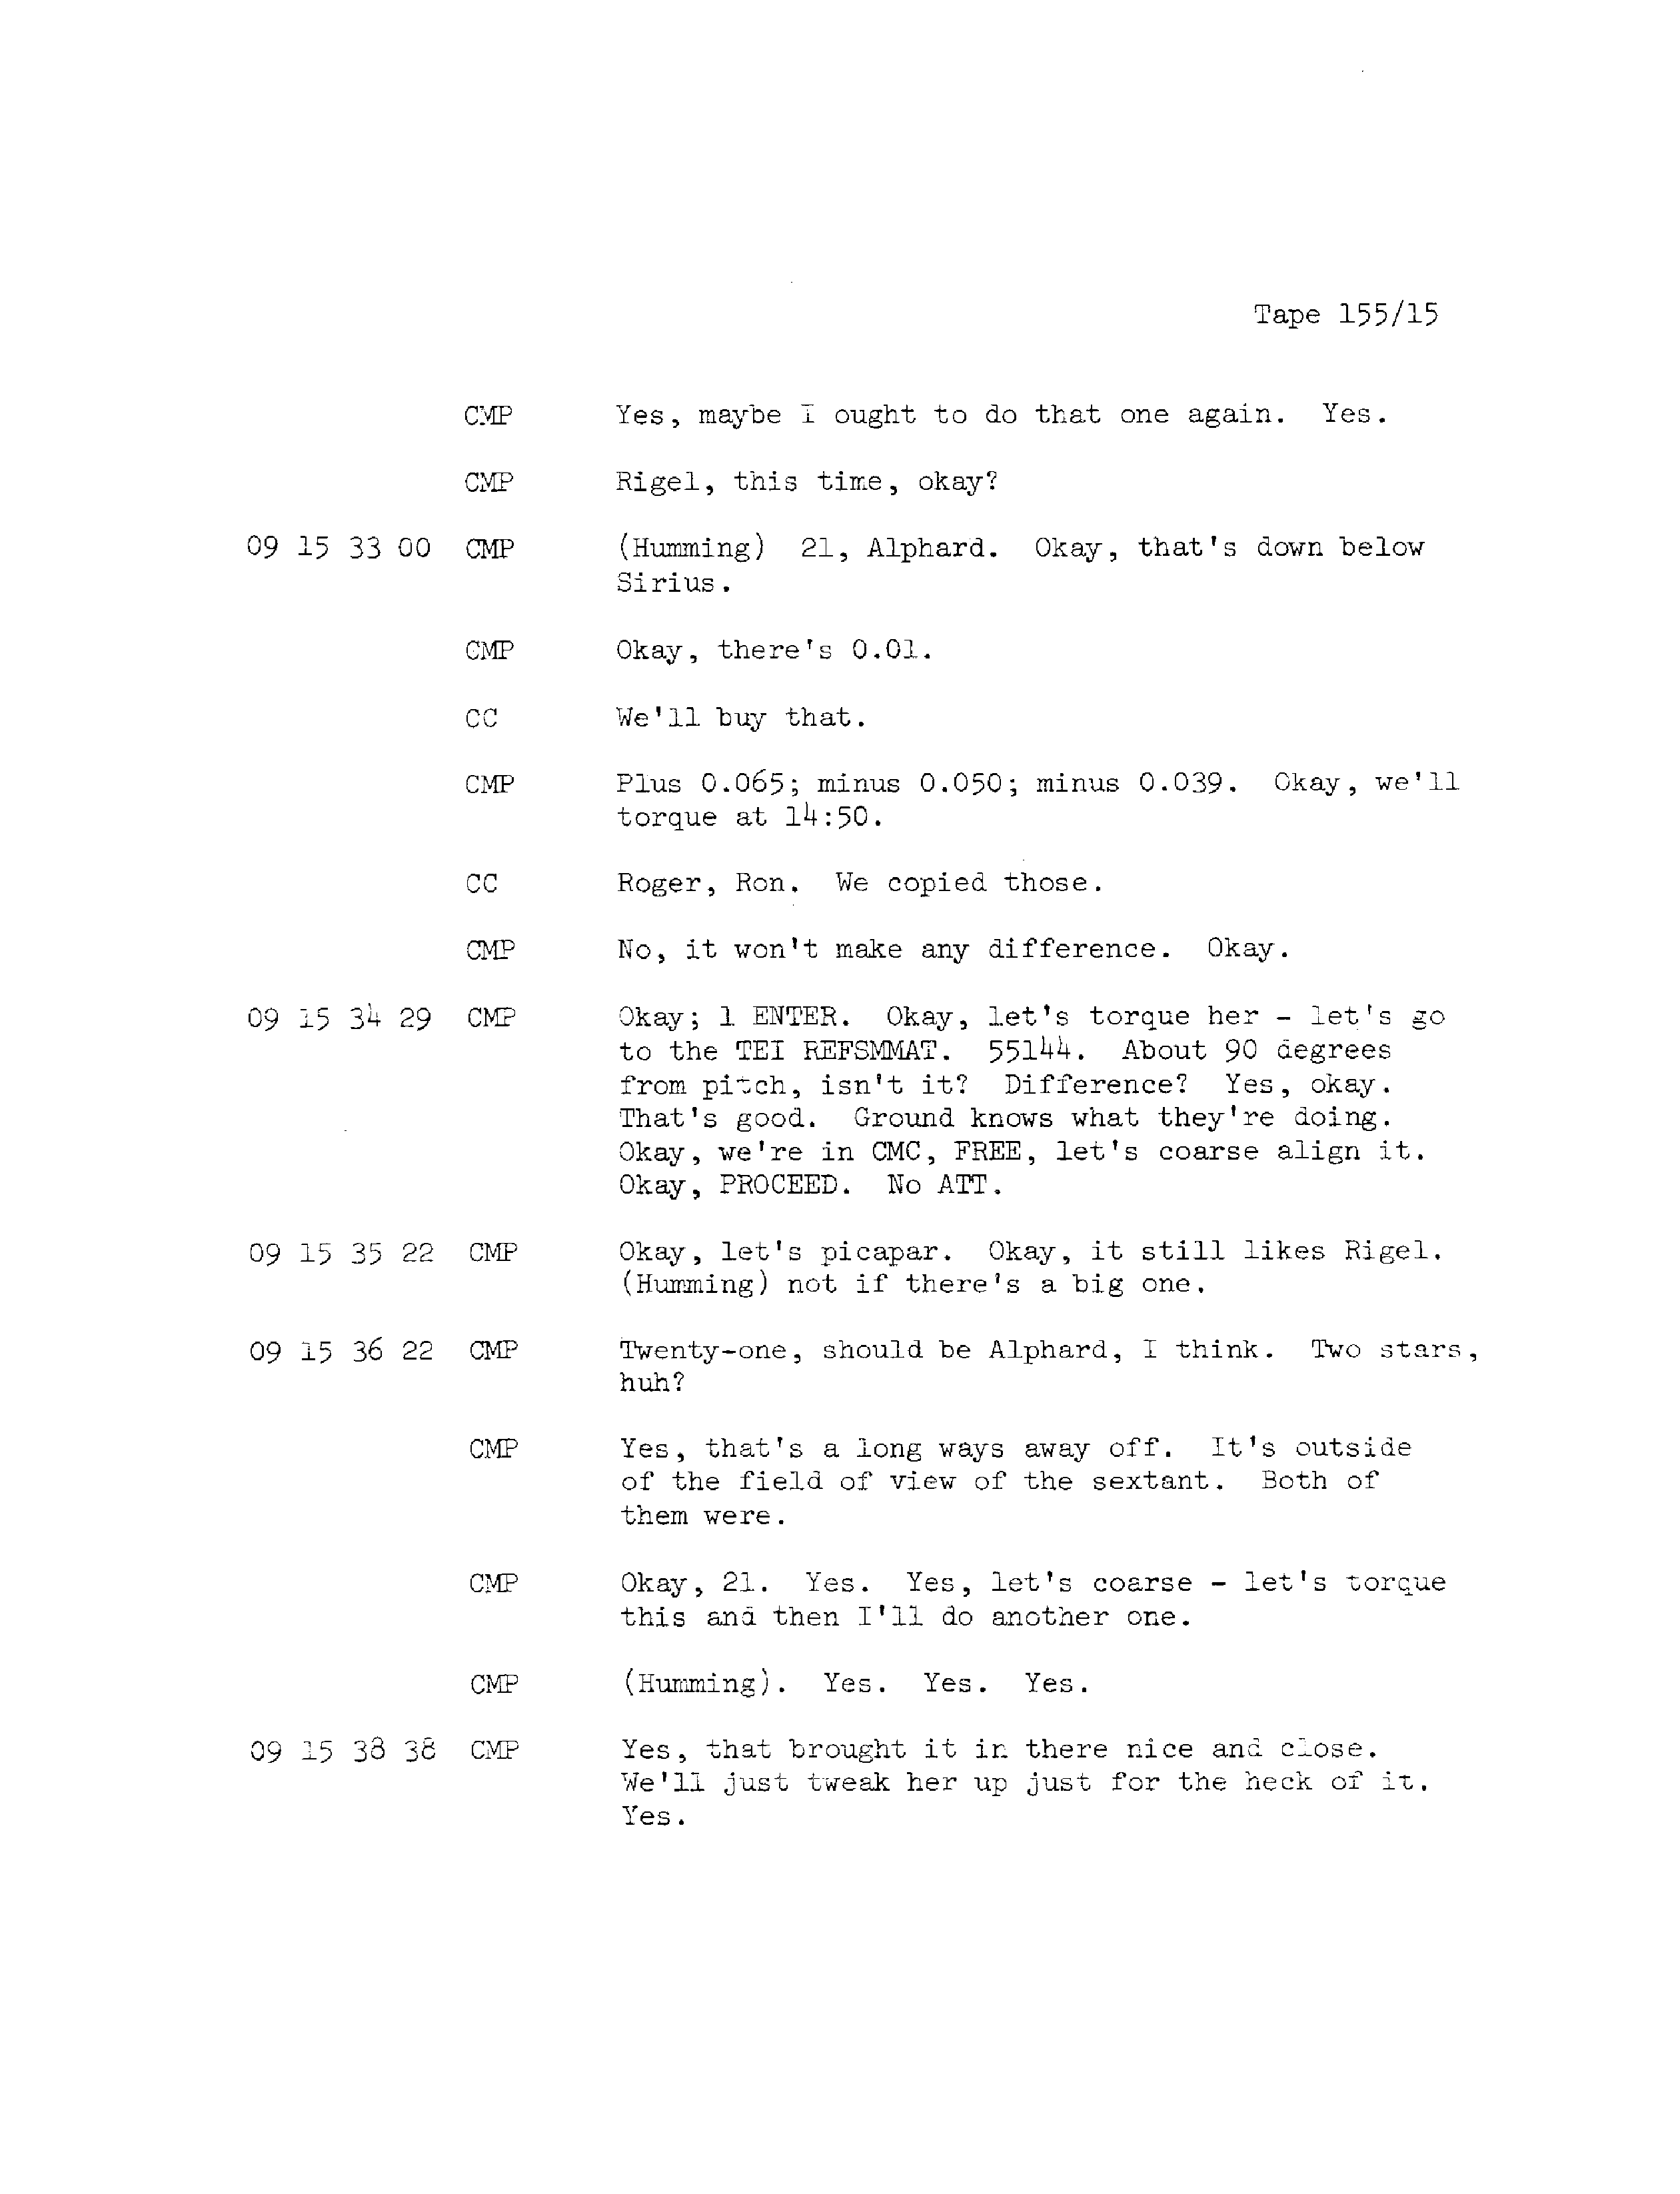 Tape 155/15
CMP Yes, maybe I ought to do that one again. Yes.
CMP Rigel, this time, okay?
09 15 33 00 CMP (Humming) 21, Alphard. Okay, that's down below
Sirius.
CMP Okay, there's 0.01.
CC We'll buy that.
CMP Plus 0.065; minus 0.050; minus 0.039. Okay, we'll
torque at 14:50.
CC Roger, Ron. We copied those.
CMP No, it won't make any difference. Okay.
09 15 34 29 CMP Okay; 1 ENTER. Okay, let's torque her - let's go
to the TEI REFSMMAT. 55144. About 90 degrees
from pitch, isn't it? Difference? Yes, okay.
That's good. Ground knows what they're doing.
Okay, we're in CMC, FREE, let's coarse align it.
Okay, PROCEED. No ATT.
09 15 35 22 CMP Okay, let's picapar. Okay, it still likes Rigel.
(Humming) not if there's a big one.
09 15 36 22 CMP Twenty-one, should be Alphard, I think. Two stars,
huh?
CMP Yes, that's a long ways away off. It's outside
of the field of view of the sextant. Both of
them were.
CMP Okay, 21. Yes. Yes, let's coarse - let's torque
this and then I'll do another one.
CMP (Humming). Yes. Yes. Yes.
09 15 38 38 CMP Yes, that brought it in there nice and close.
We'll just tweak her up just for the heck of it.
Yes.